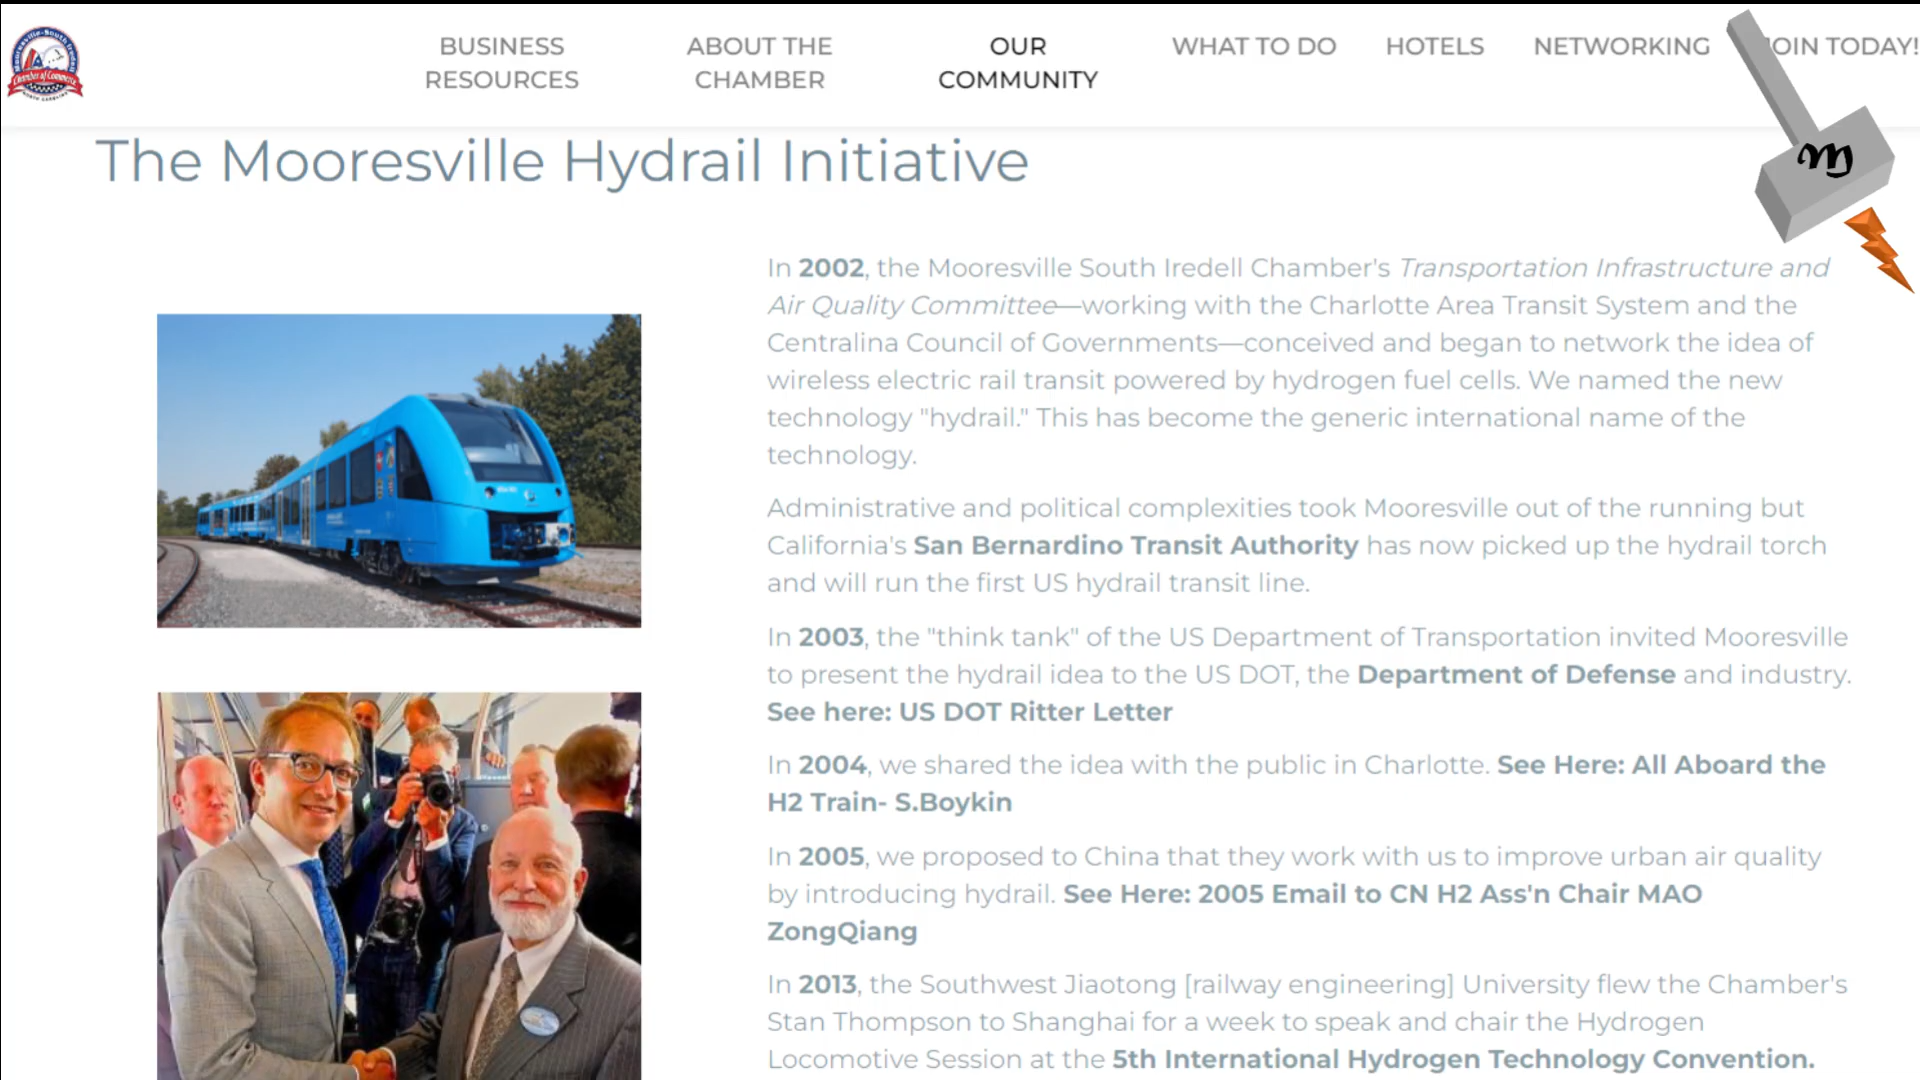 Mooresville-South Iredell
Chamber of Commerce
NORTH CAROLINA
BUSINESS
RESOURCES
ABOUT THE
CHAMBER
OUR
COMMUNITY
WHAT TO DO
HOTELS
NETWORKING
OIN TODAY!
m
The Mooresville Hydrail Initiative
In 2002, the Mooresville South Iredell Chamber's Transportation Infrastructure and
Air Quality Committee—working with the Charlotte Area Transit System and the
Centralina Council of Governments—conceived and began to network the idea of
wireless electric rail transit powered by hydrogen fuel cells. We named the new
technology "hydrail." This has become the generic international name of the
technology.
Administrative and political complexities took Mooresville out of the running but
California's San Bernardino Transit Authority has now picked up the hydrail torch
and will run the first US hydrail transit line.
In 2003, the "think tank" of the US Department of Transportation invited Mooresville
to present the hydrail idea to the US DOT, the Department of Defense and industry.
See here: US DOT Ritter Letter
In 2004, we shared the idea with the public in Charlotte. See Here: All Aboard the
H2 Train- S.Boykin
In 2005, we proposed to China that they work with us to improve urban air quality
by introducing hydrail. See Here: 2005 Email to CN H2 Ass'n Chair MAO
ZongQiang
In 2013, the Southwest Jiaotong [railway engineering] University flew the Chamber's
Stan Thompson to Shanghai for a week to speak and chair the Hydrogen
Locomotive Session at the 5th International Hydrogen Technology Convention.